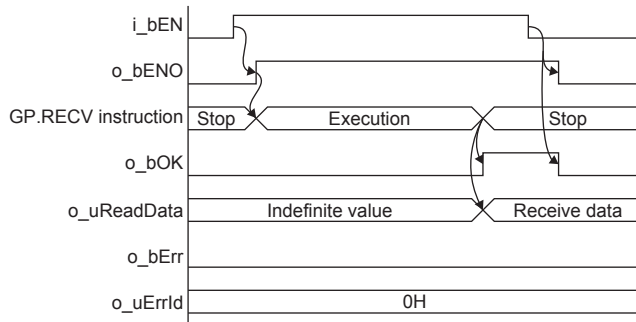 i_bEN
o_bENO
GP.RECV instruction Stop Execution Stop
o_bOK
o_uReadData Indefinite value Receive data
o_bErr
o_uErrId 0H